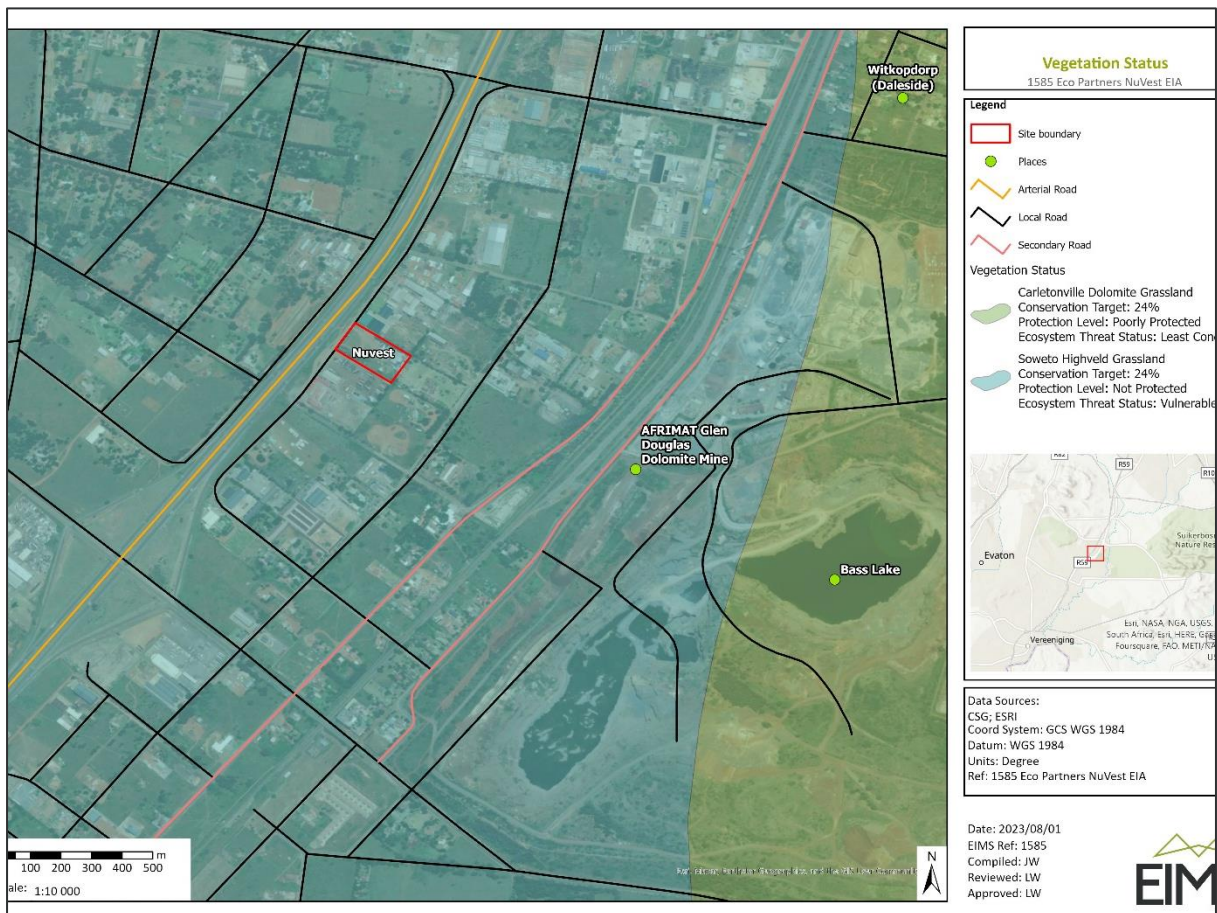 Witkopdorp
(Daleside)
Nuvest
AFRIMAT Glen
Douglas
Dolomite Mine
Bass Lake
100 200 300 400 500
m
ale: 1:10 000
N
Vegetation Status
1585 Eco Partners NuVest EIA
Legend
Site boundary
Places
Arterial Road
Local Road
Secondary Road
Vegetation Status
Carletonville Dolomite Grassland
Conservation Target: 24%
Protection Level: Poorly Protected
Ecosystem Threat Status: Least Con
Soweto Highveld Grassland
Conservation Target: 24%
Protection Level: Not Protected
Ecosystem Threat Status: Vulnerable
R82
R59
R10
Suikerbos
Nature Res
Evaton
R59
Vereeniging
Esri, NASA, NGA, USGS,
South Africa, Esri, HERE,
Foursquare, FAO, METI/NA
US
Data Sources:
CSG; ESRI
Coord System: GCS WGS 1984
Datum: WGS 1984
Units: Degree
Ref: 1585 Eco Partners NuVest EIA
Date: 2023/08/01
EIMS Ref: 1585
Compiled: JW
Reviewed: LW
Approved: LW
EIM